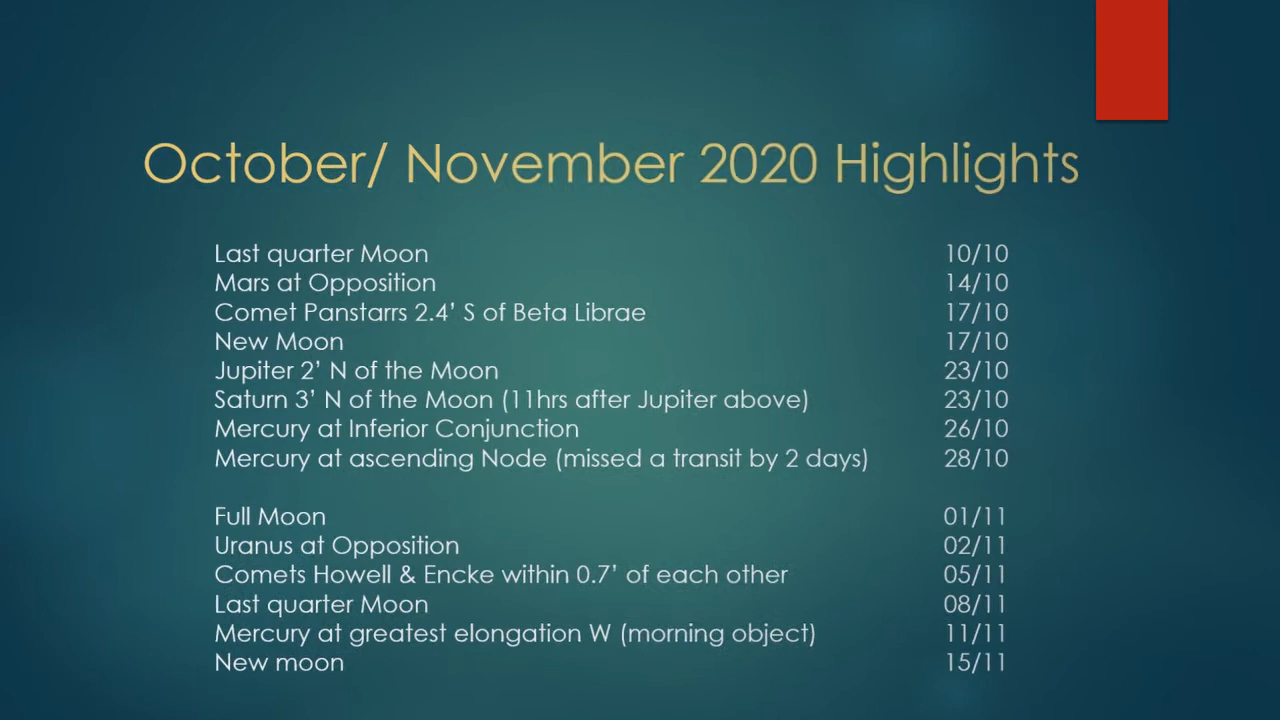 October/ November 2020 Highlights
Last quarter Moon 10/10
Mars at Opposition 14/10
Comet Panstarrs 2.4’ S of Beta Librae 17/10
New Moon 17/10
Jupiter 2’ N of the Moon 23/10
Saturn 3’ N of the Moon (11hrs after Jupiter above) 23/10
Mercury at Inferior Conjunction 26/10
Mercury at ascending Node (missed a transit by 2 days) 28/10
Full Moon 01/11
Uranus at Opposition 02/11
Comets Howell & Encke within 0.7’ of each other 05/11
Last quarter Moon 08/11
Mercury at greatest elongation W (morning object) 11/11
New moon 15/11